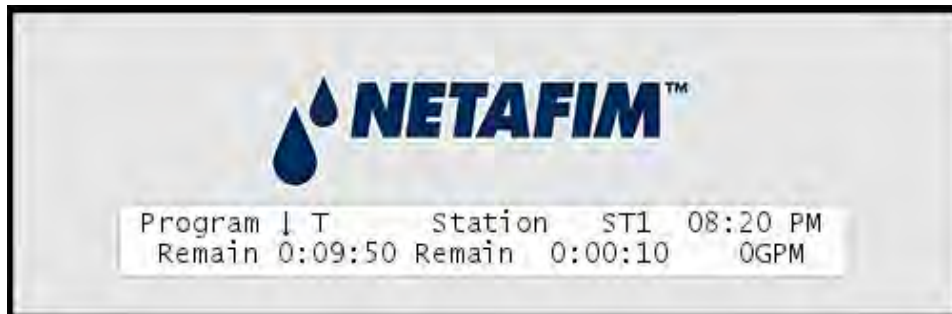 NETAFIM™
Program ↓ T Station ST1 08:20 PM
Remain 0:09:50 Remain 0:00:10 0GPM